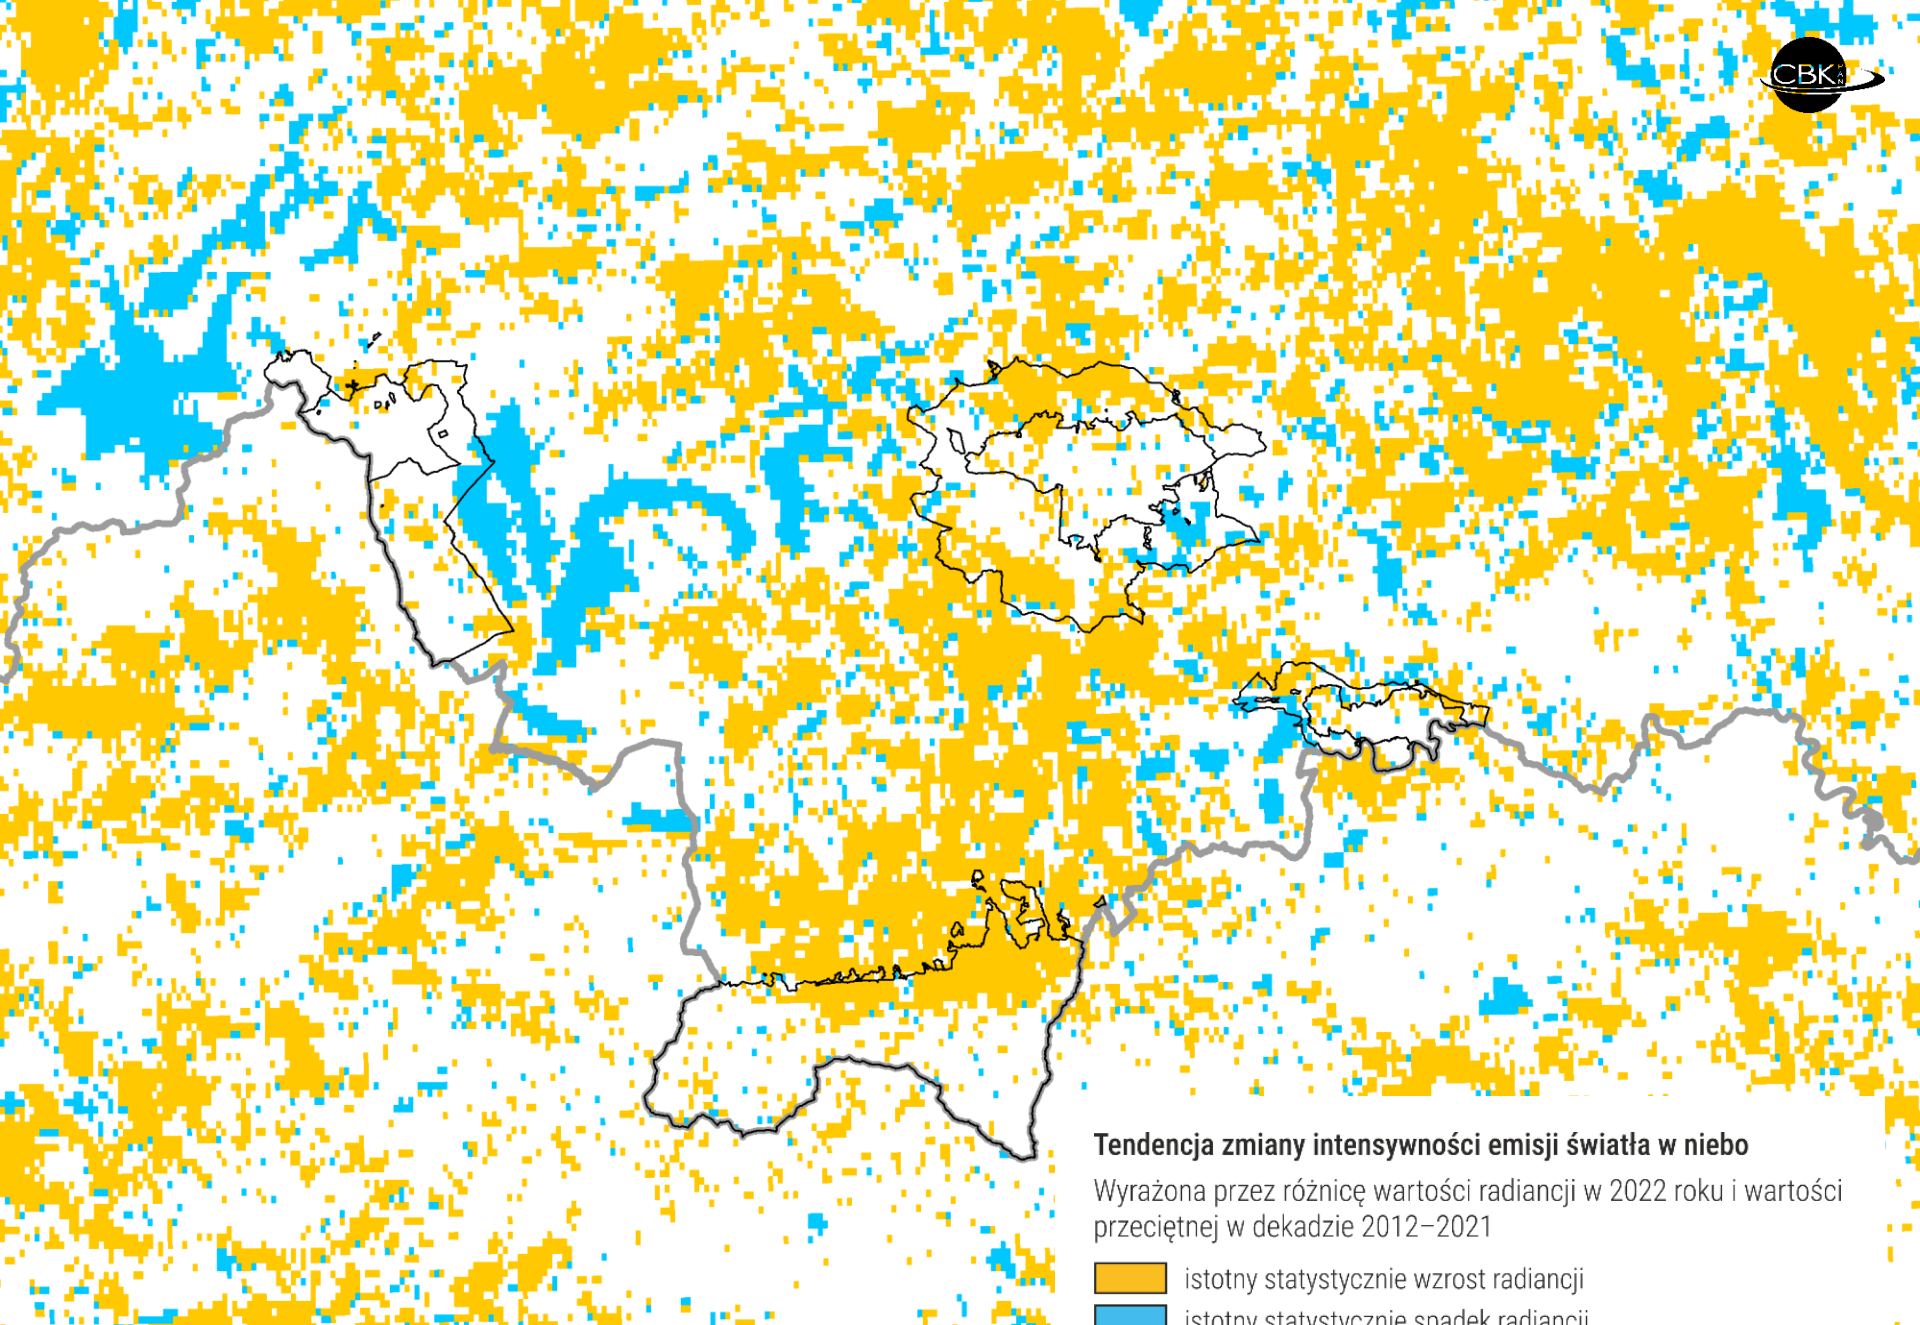 CBK
PAN
Tendencja zmiany intensywności emisji światła w niebo
Wyrażona przez różnicę wartości radiancji w 2022 roku i wartości
przeciętnej w dekadzie 2012–2021
istotny statystycznie wzrost radiancji
istotny statystycznie spadek radiancji